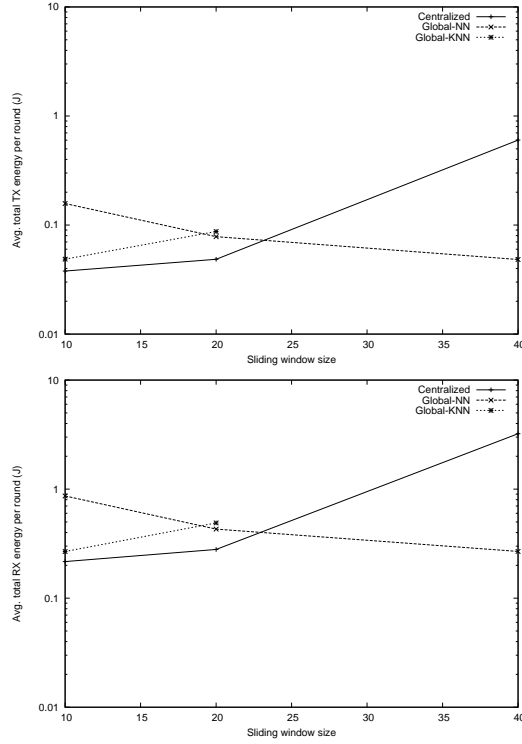 Avg. total TX energy per round (J)
10
1
0.1
0.01
Centralized
Global-NN
Global-KNN
10 15 20 25 30 35 40
Sliding window size
Avg. total RX energy per round (J)
10
1
0.1
0.01
Centralized
Global-NN
Global-KNN
10 15 20 25 30 35 40
Sliding window size